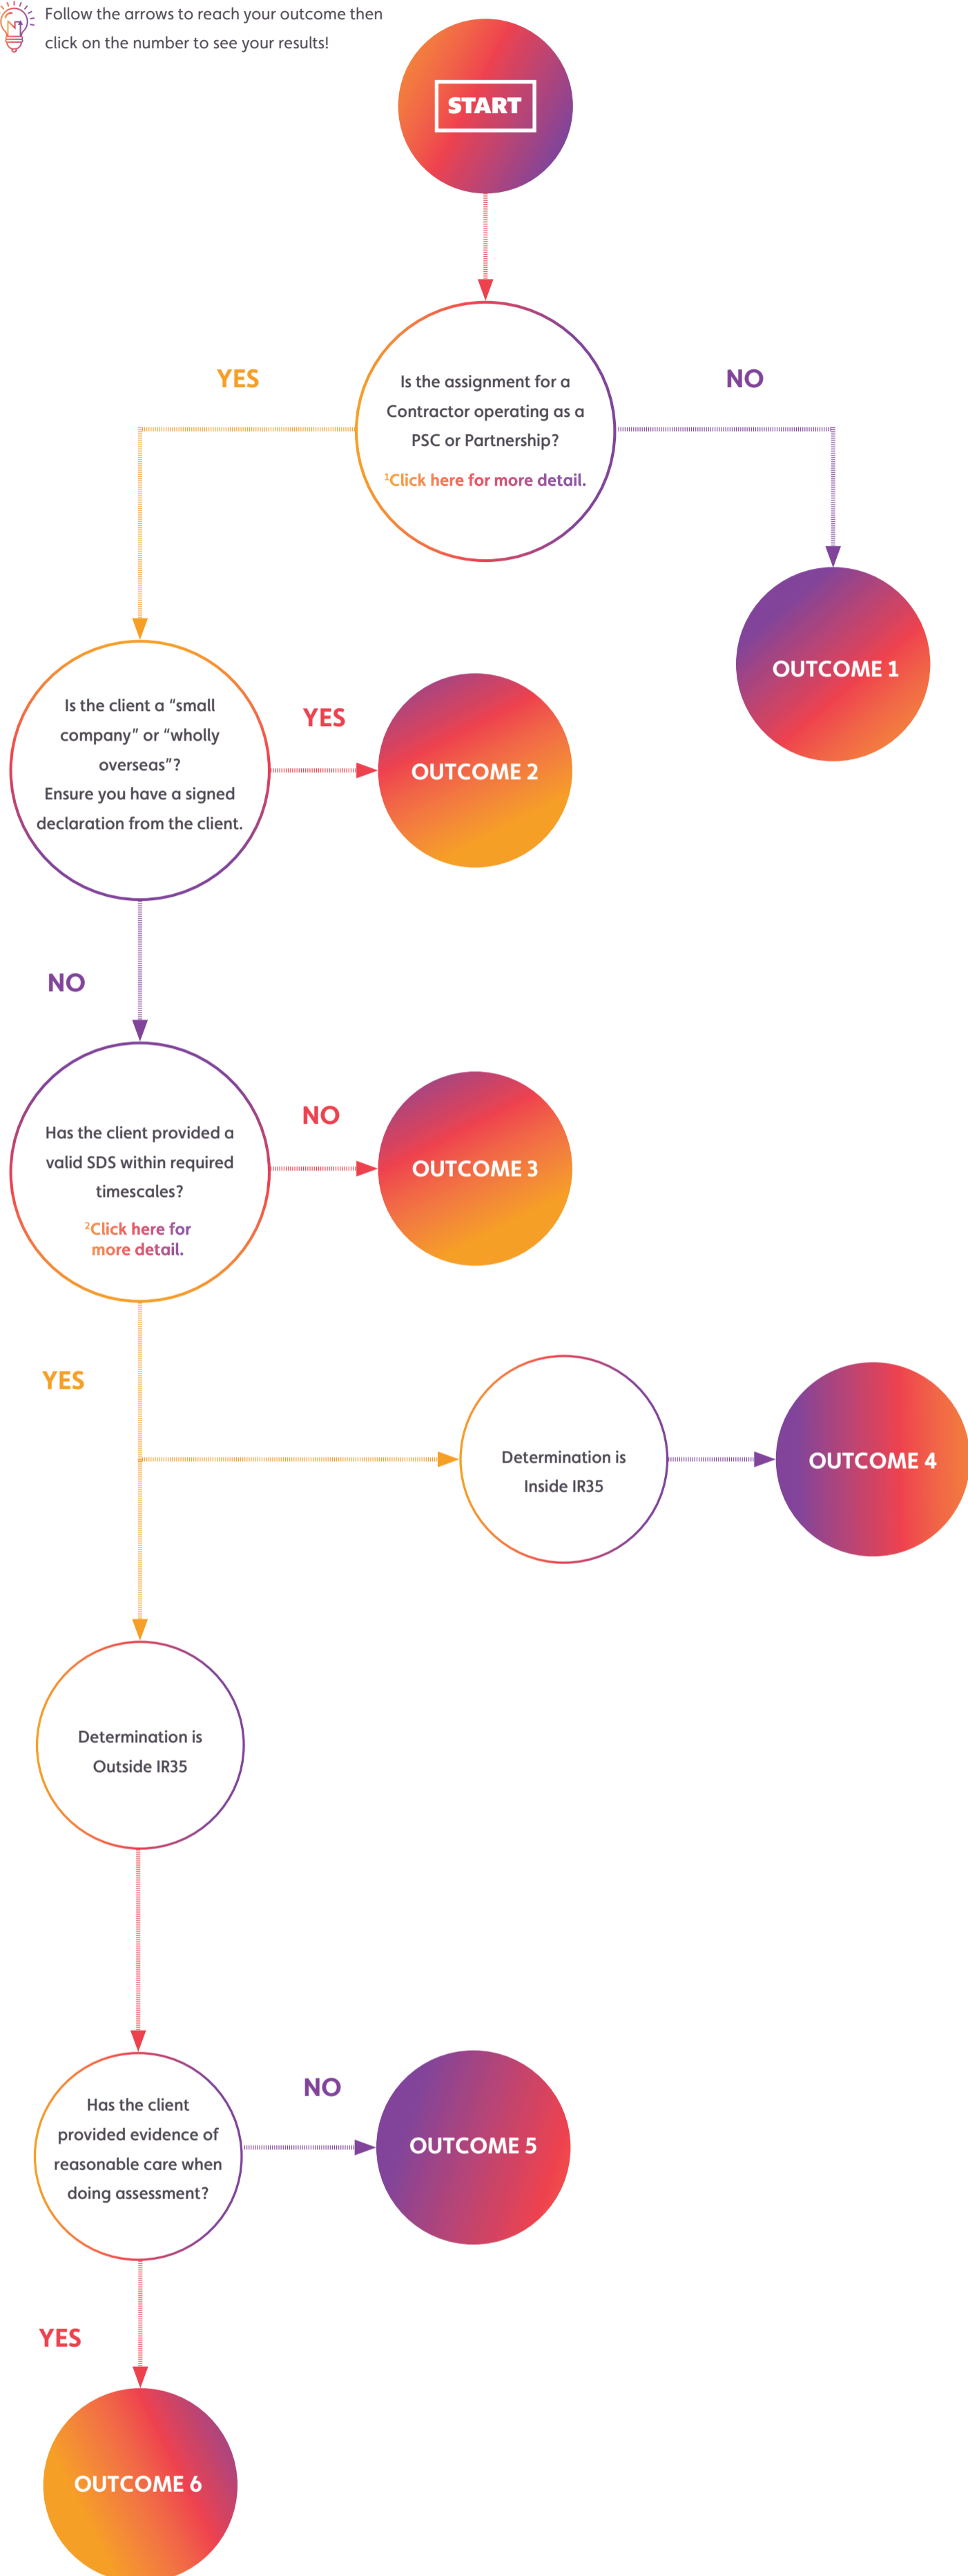 Follow the arrows to reach your outcome then
click on the number to see your results!
START
YES
NO
Is the assignment for a
Contractor operating as a
PSC or Partnership?
¹Click here for more detail.
OUTCOME 1
Is the client a “small
company” or “wholly
overseas”?
Ensure you have a signed
declaration from the client.
YES
OUTCOME 2
NO
Has the client provided a
valid SDS within required
timescales?
²Click here for
more detail.
NO
OUTCOME 3
YES
Determination is
Inside IR35
OUTCOME 4
Determination is
Outside IR35
Has the client
provided evidence of
reasonable care when
doing assessment?
NO
OUTCOME 5
YES
OUTCOME 6